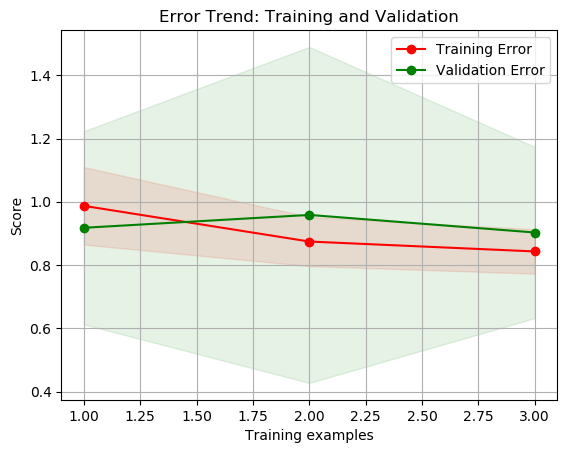 Error Trend: Training and Validation
Training Error
Validation Error
Score
1.4
1.2
1.0
0.8
0.6
0.4
1.00 1.25 1.50 1.75 2.00 2.25 2.50 2.75 3.00
Training examples